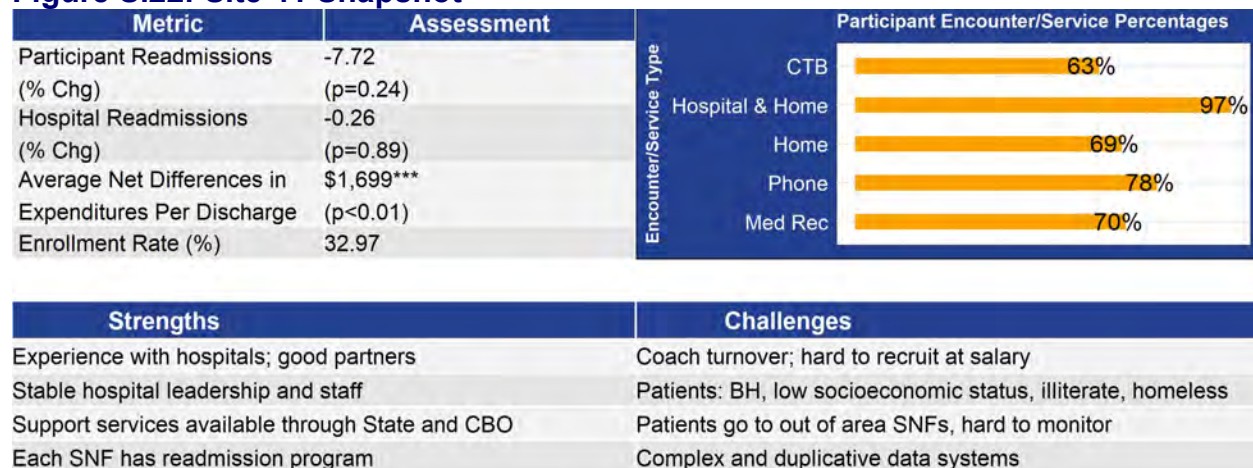 Figure Site Snapshot
Metric Assessment
Participant Readmissions -7.72
(% Chg) (p=0.24)
Hospital Readmissions -0.26
(% Chg) (p=0.89)
Average Net Differences in $1,699***
Expenditures Per Discharge (p<0.01)
Enrollment Rate (%) 32.97
Participant Encounter/Service Percentages
Encounter/Service Type
CTB 63%
Hospital & Home 97%
Home 69%
Phone 78%
Med Rec 70%
Strengths Challenges
Experience with hospitals; good partners Coach turnover; hard to recruit at salary
Stable hospital leadership and staff Patients: BH, low socioeconomic status, illiterate, homeless
Support services available through State and CBO Patients go to out of area SNFs, hard to monitor
Each SNF has readmission program Complex and duplicative data systems